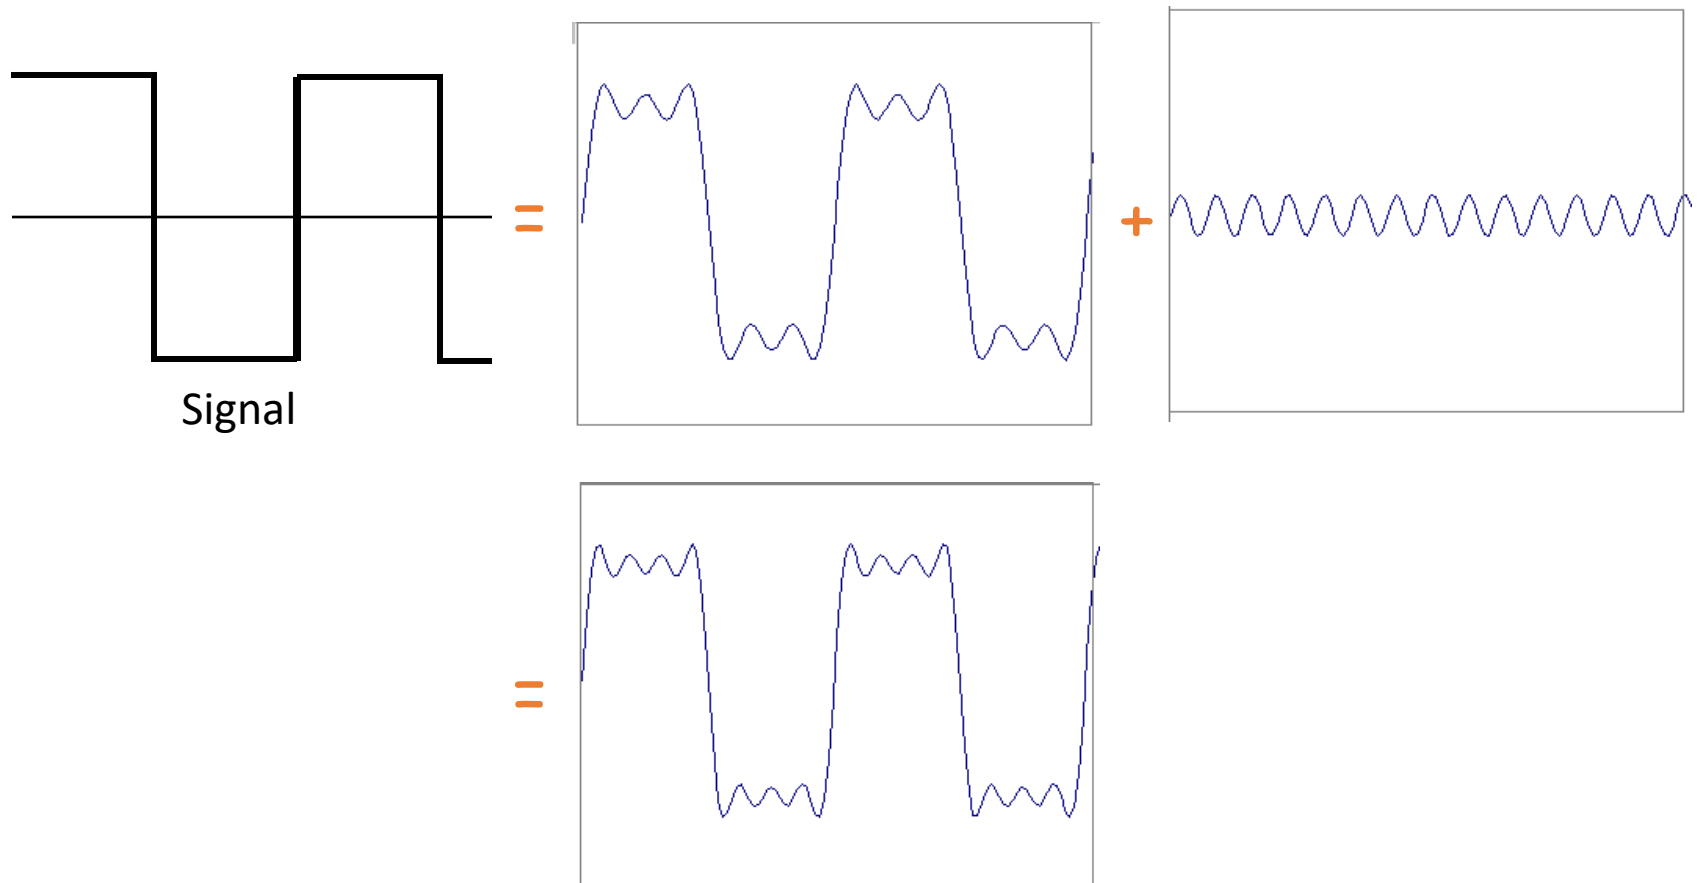 =
+
Signal
=